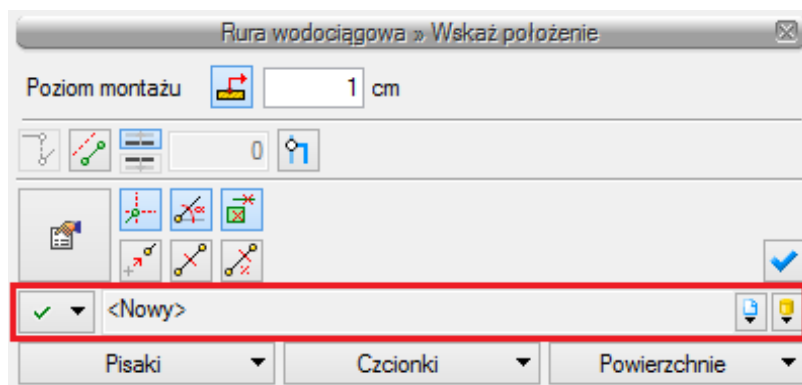 Rura wodociągowa » Wskaż położenie
Poziom montażu 1 cm
0
<Nowy>
Pisaki Czcionki Powierzchnie